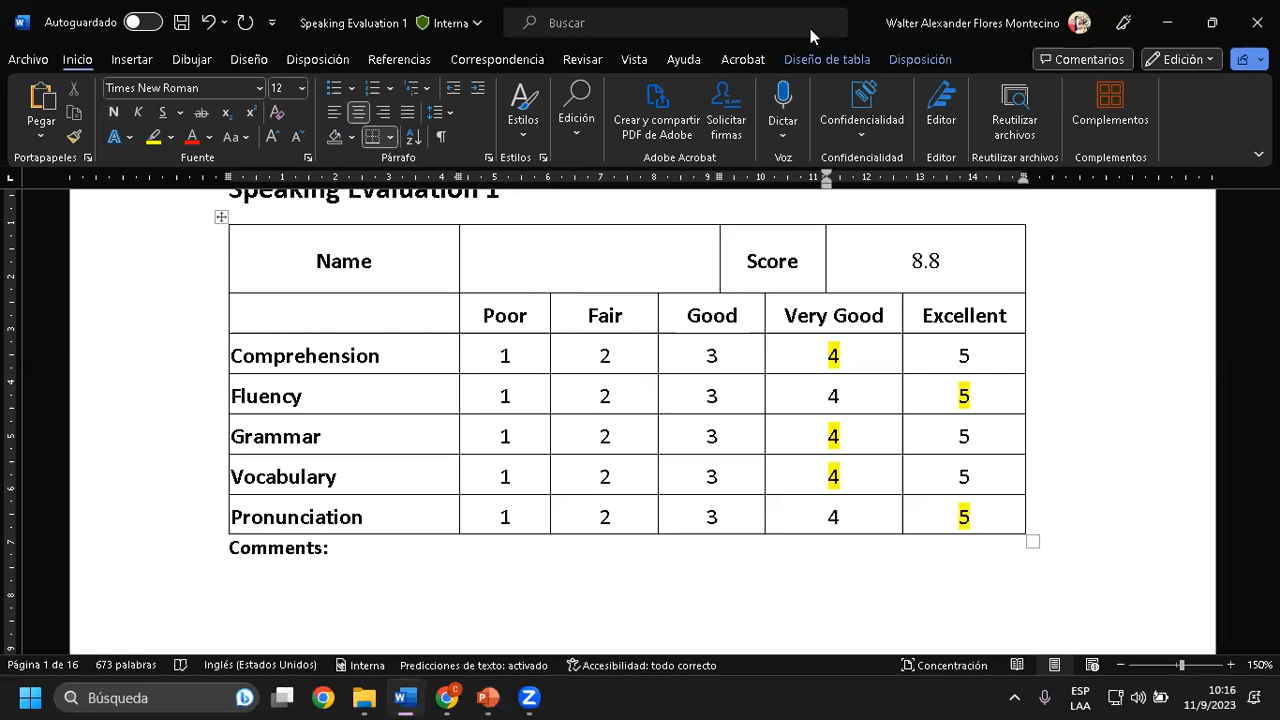 Autoguardado Speaking Evaluation 1 Interna Buscar Walter Alexander Flores Montecino
Archivo Inicio Insertar Dibujar Diseño Disposición Referencias Correspondencia Revisar Vista Ayuda Acrobat Diseño de tabla Disposición Comentarios Edición
Times New Roman 12
Pegar Estilos Edición Crear y compartir PDF de Adobe Solicitar firmas Dictar Confidencialidad Editor Reutilizar archivos Complementos
Portapapeles Fuente Párrafo Estilos Adobe Acrobat Voz Confidencialidad Editor Reutilizar archivos Complementos
Speaking Evaluation 1
Name Score 8.8
Poor Fair Good Very Good Excellent
Comprehension 1 2 3 4 5
Fluency 1 2 3 4 5
Grammar 1 2 3 4 5
Vocabulary 1 2 3 4 5
Pronunciation 1 2 3 4 5
Comments:
Página 1 de 16 673 palabras Inglés (Estados Unidos) Interna Predicciones de texto: activado Accesibilidad: todo correcto Concentración 150%
Búsqueda ESP LAA 10:16 11/9/2023